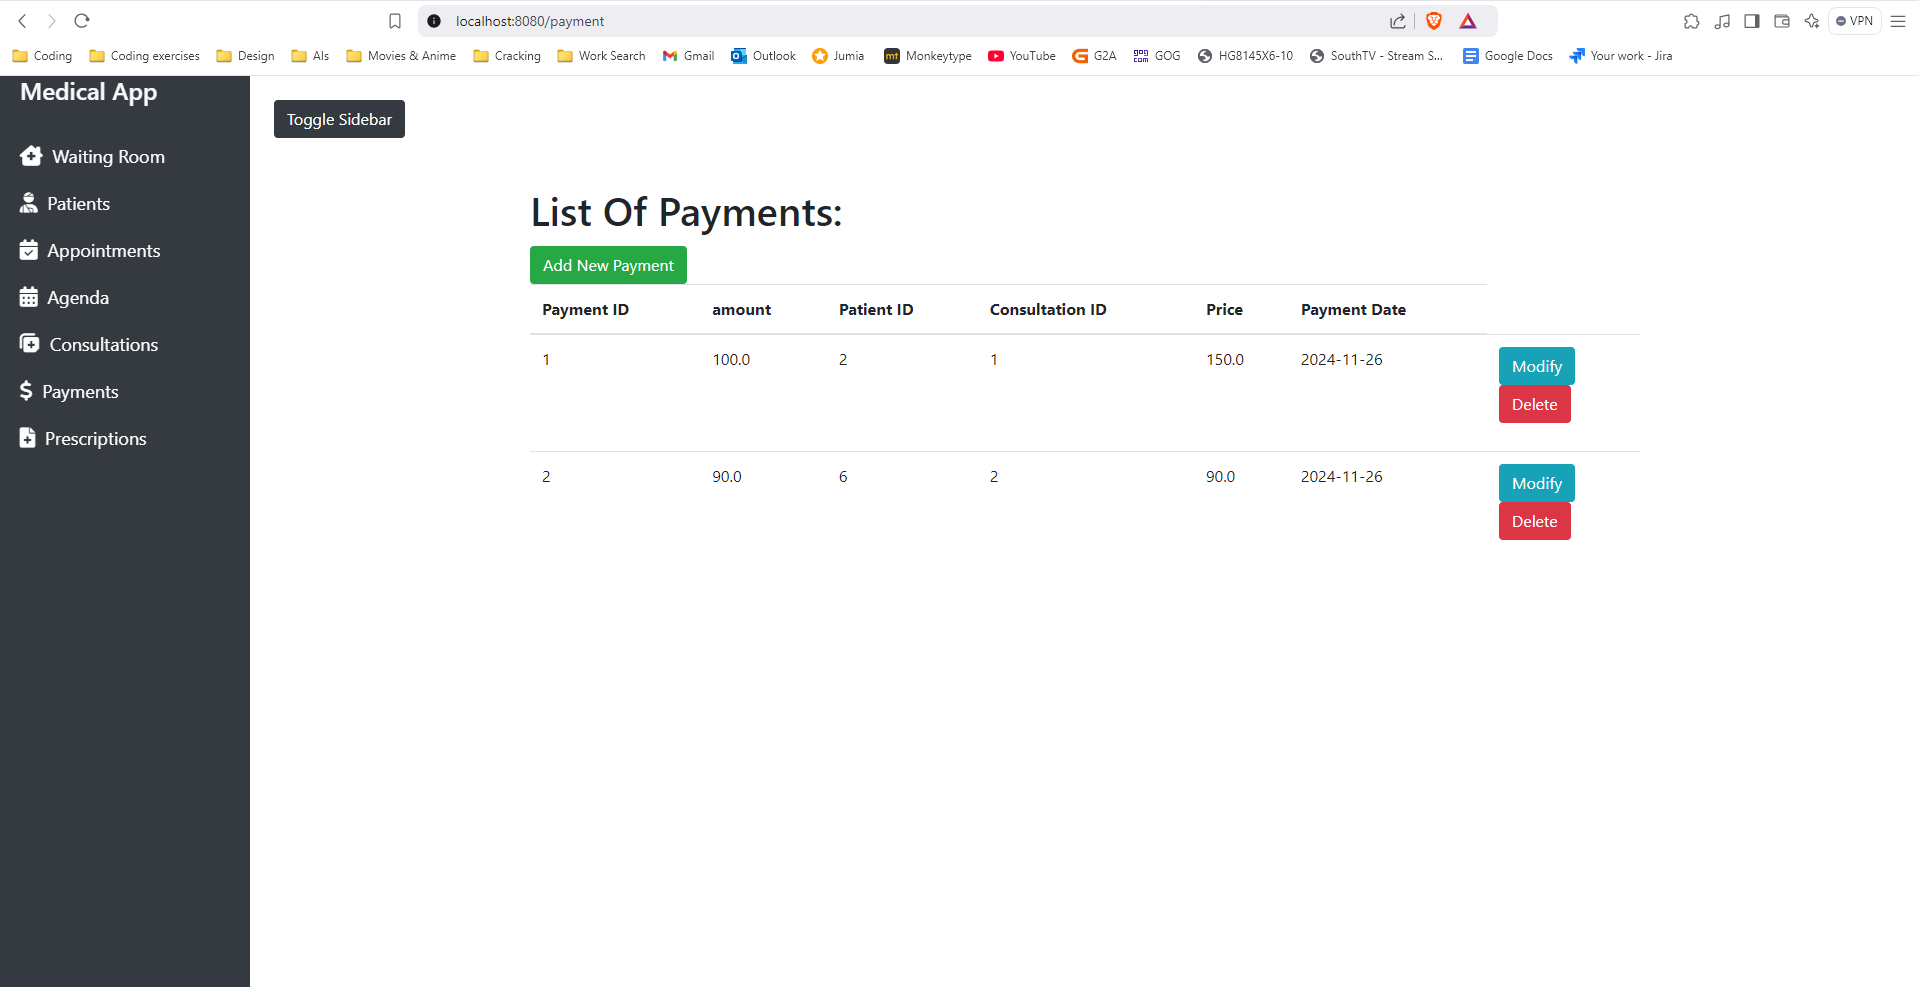 localhost:8080/payment
VPN
Coding Coding exercises Design AIs Movies & Anime Cracking Work Search Gmail Outlook Jumia mt Monkeytype YouTube G2A GOG.COM GOG HG8145X6-10 SouthTV - Stream S... Google Docs Your work - Jira
Medical App
Toggle Sidebar
Waiting Room
Patients
Appointments
Agenda
Consultations
Payments
Prescriptions
List Of Payments:
Add New Payment
Payment ID amount Patient ID Consultation ID Price Payment Date
1 100.0 2 1 150.0 2024-11-26 Modify
Delete
2 90.0 6 2 90.0 2024-11-26 Modify
Delete